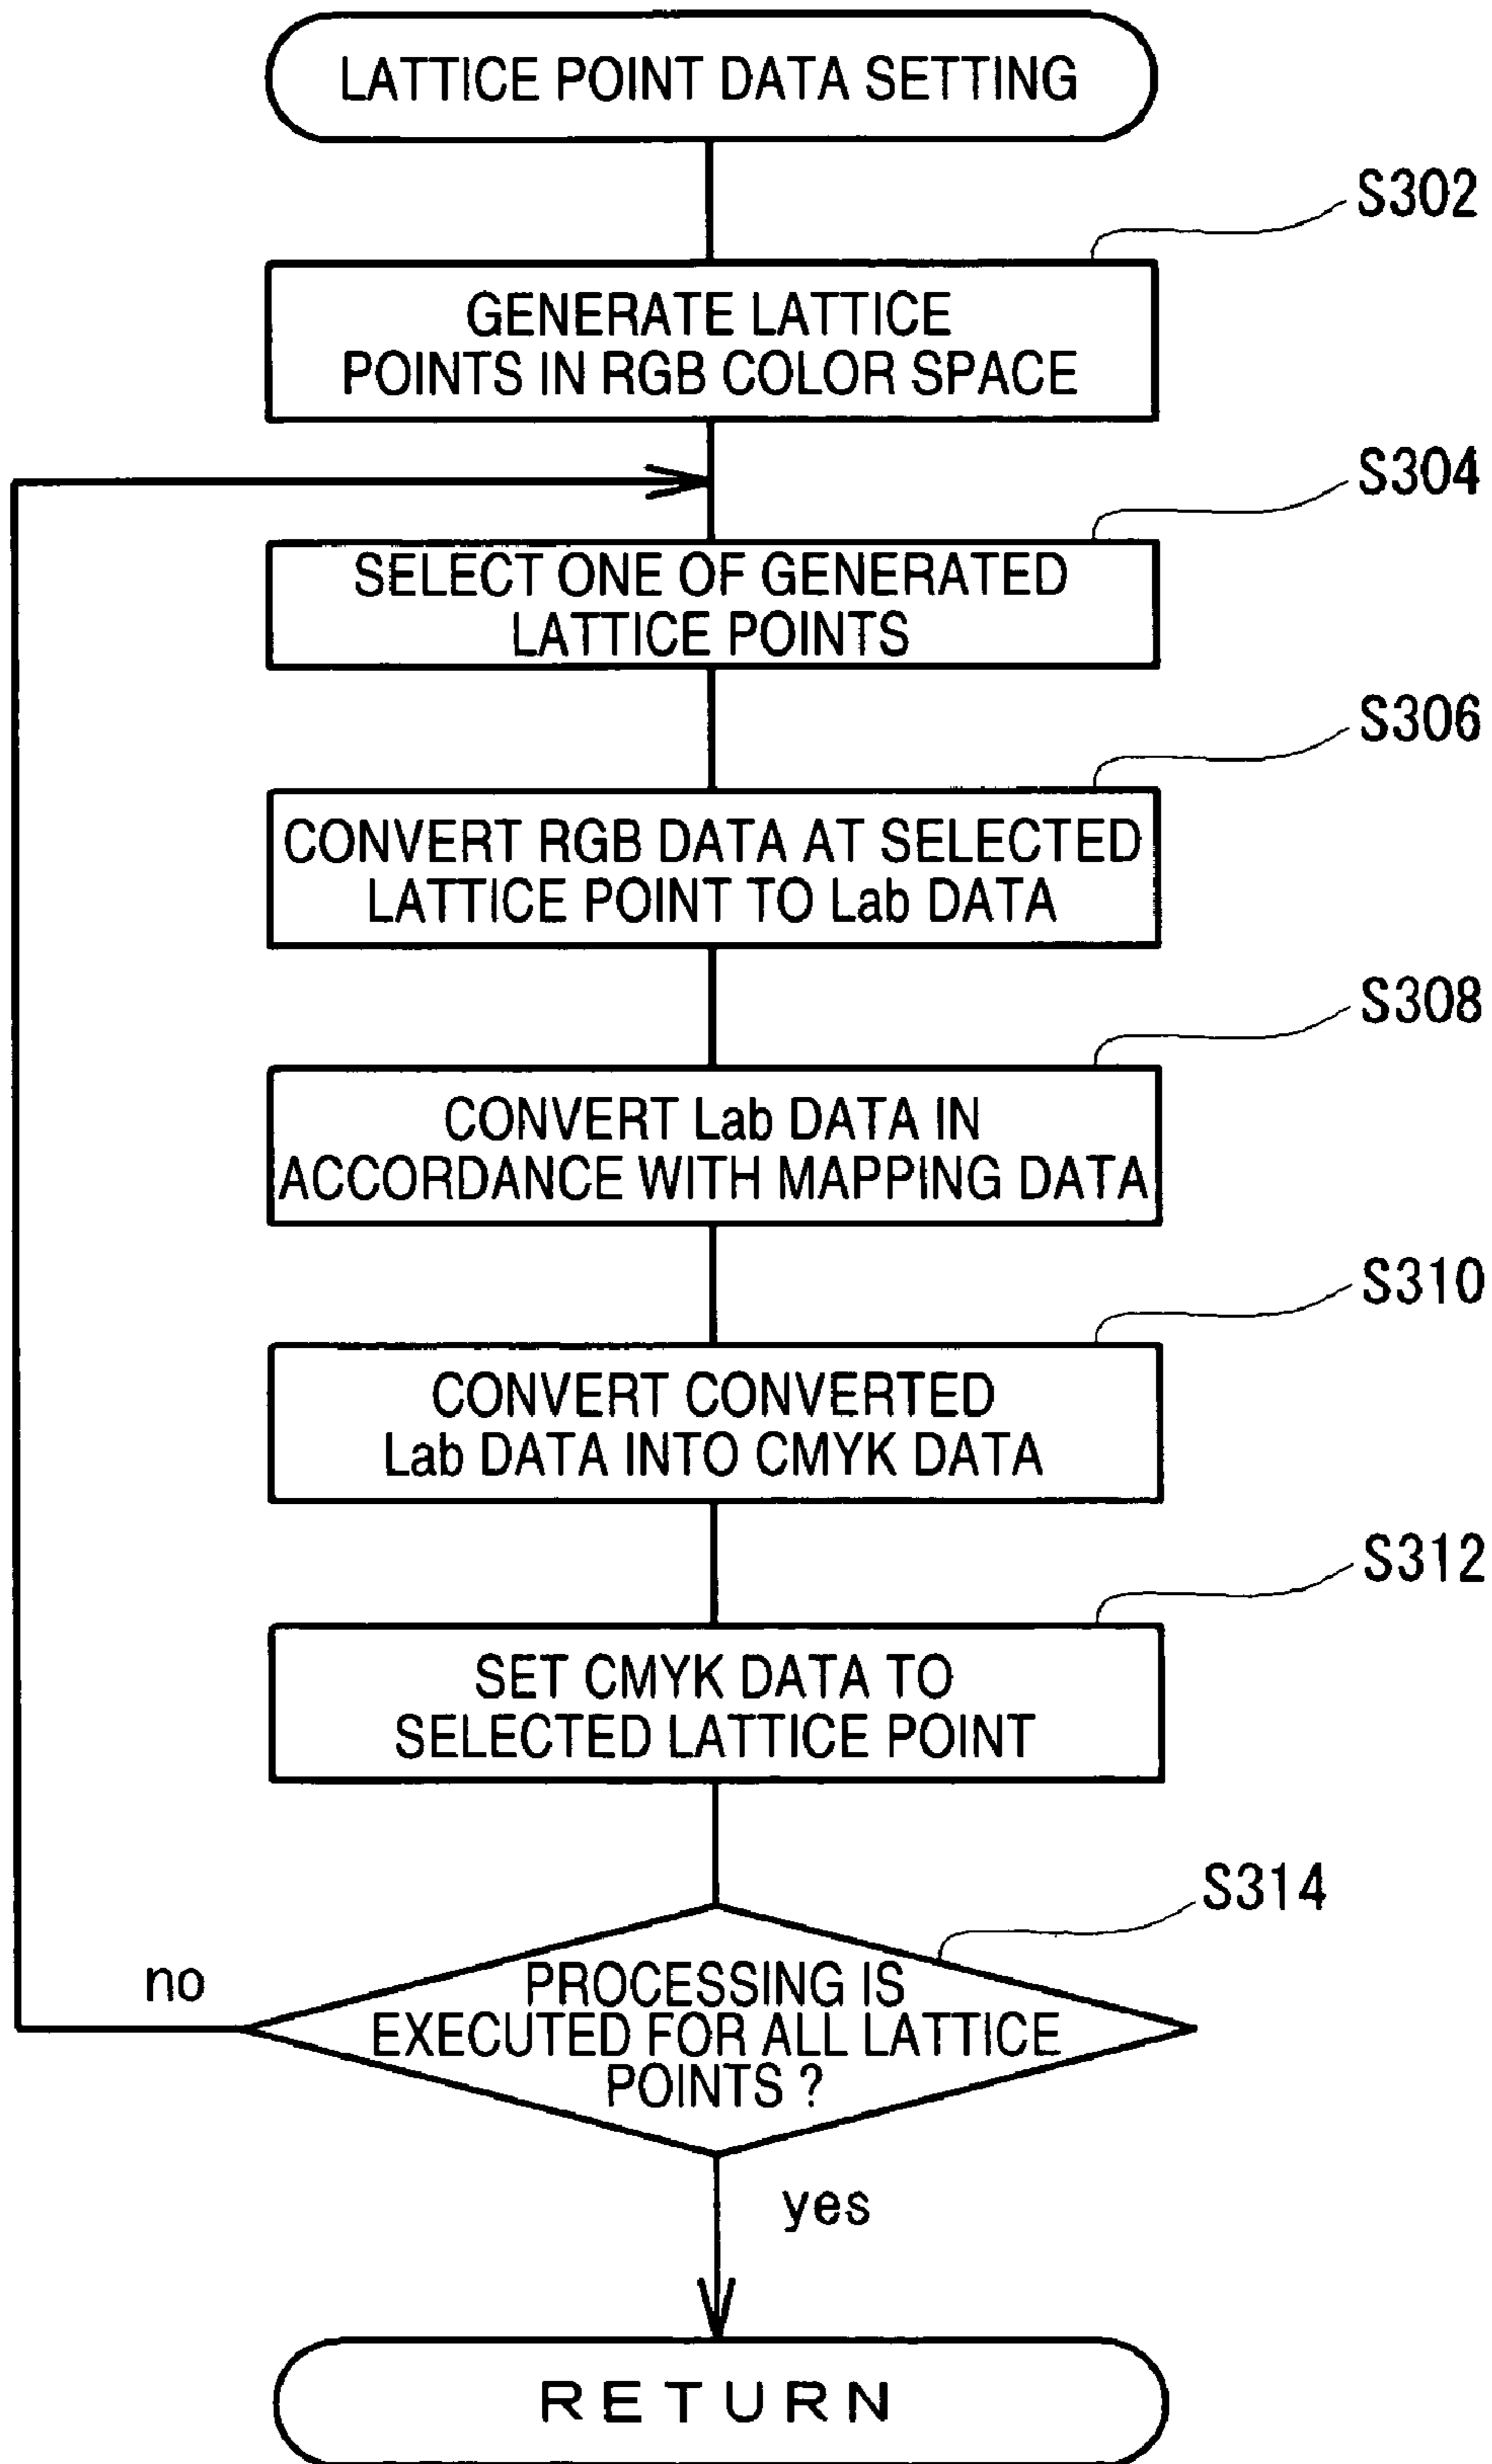 LATTICE POINT DATA SETTING
S302
GENERATE LATTICE
POINTS IN RGB COLOR SPACE
S304
SELECT ONE OF GENERATED
LATTICE POINTS
S306
CONVERT RGB DATA AT SELECTED
LATTICE POINT TO Lab DATA
S308
CONVERT Lab DATA IN
ACCORDANCE WITH MAPPING DATA
S310
CONVERT CONVERTED
Lab DATA INTO CMYK DATA
S312
SET CMYK DATA TO
SELECTED LATTICE POINT
S314
no
PROCESSING IS
EXECUTED FOR ALL LATTICE
POINTS ?
yes
RETURN